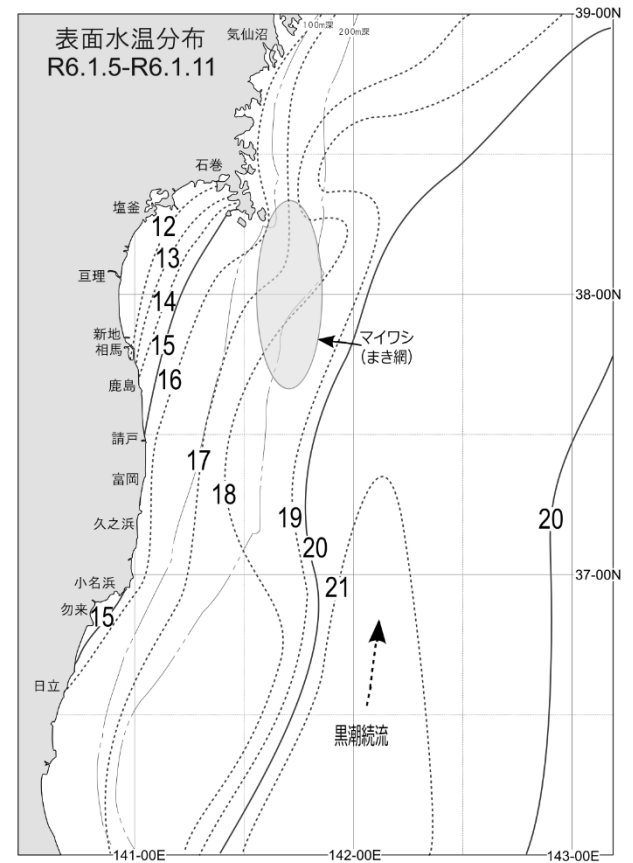 表面水温分布
R6.1.5-R6.1.11
気仙沼
100m深
200m深
39-00N
石巻
塩釜
12
13
亘理
14
38-00N
新地
相馬
15
マイワシ
(まき網)
鹿島
16
請戸
17
富岡
18
久之浜
19
20
20
小名浜
21
37-00N
勿来
15
日立
黒潮続流
141-00E
142-00E
143-00E